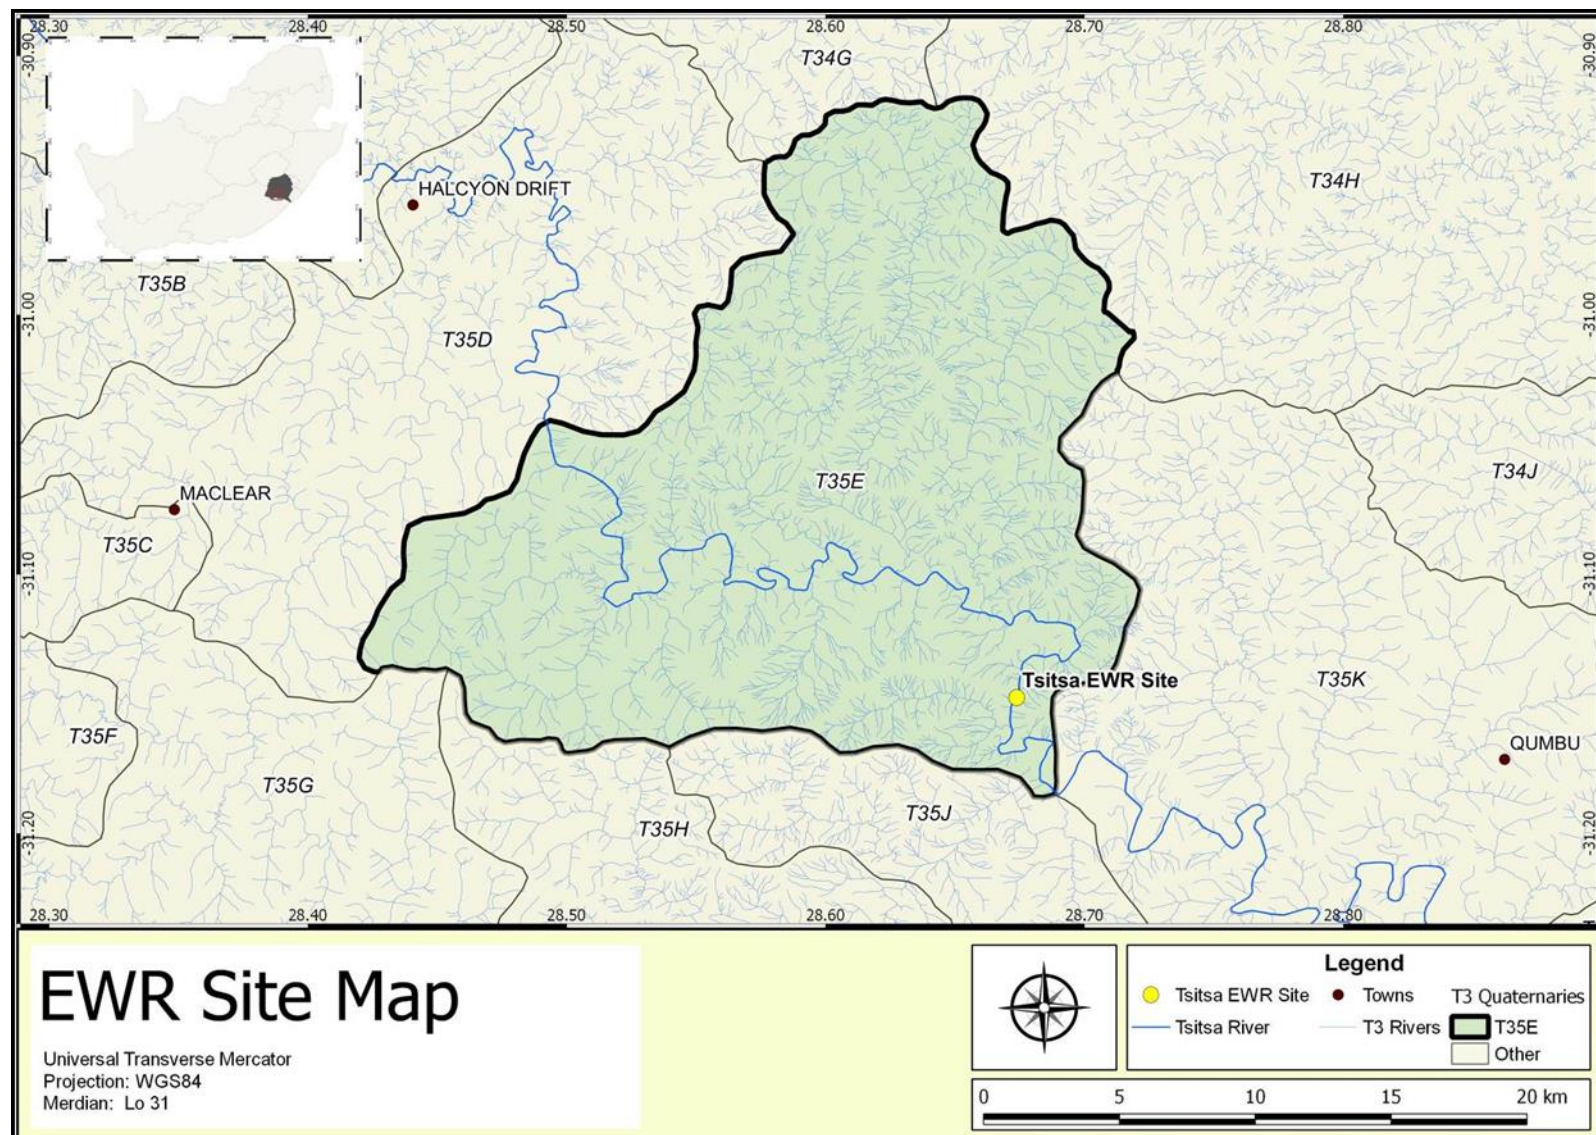 28.30 28.40 28.50 28.60 28.70 28.80
-30.90 -30.90
T34G
HALCYON DRIFT
T34H
T35B
-31.00 -31.00
T35D
T35E
T34J
MACLEAR
T35C
-31.10 -31.10
Tsitsa EWR Site
T35K
T35F
QUMBU
T35G
T35J
T35H
-31.20 -31.20
28.30 28.40 28.50 28.60 28.70 28.80
EWR Site Map
Universal Transverse Mercator
Projection: WGS84
Merdian: Lo 31
Legend
Tsitsa EWR Site Towns T3 Quaternaries
Tsitsa River T3 Rivers T35E
Other
0 5 10 15 20 km